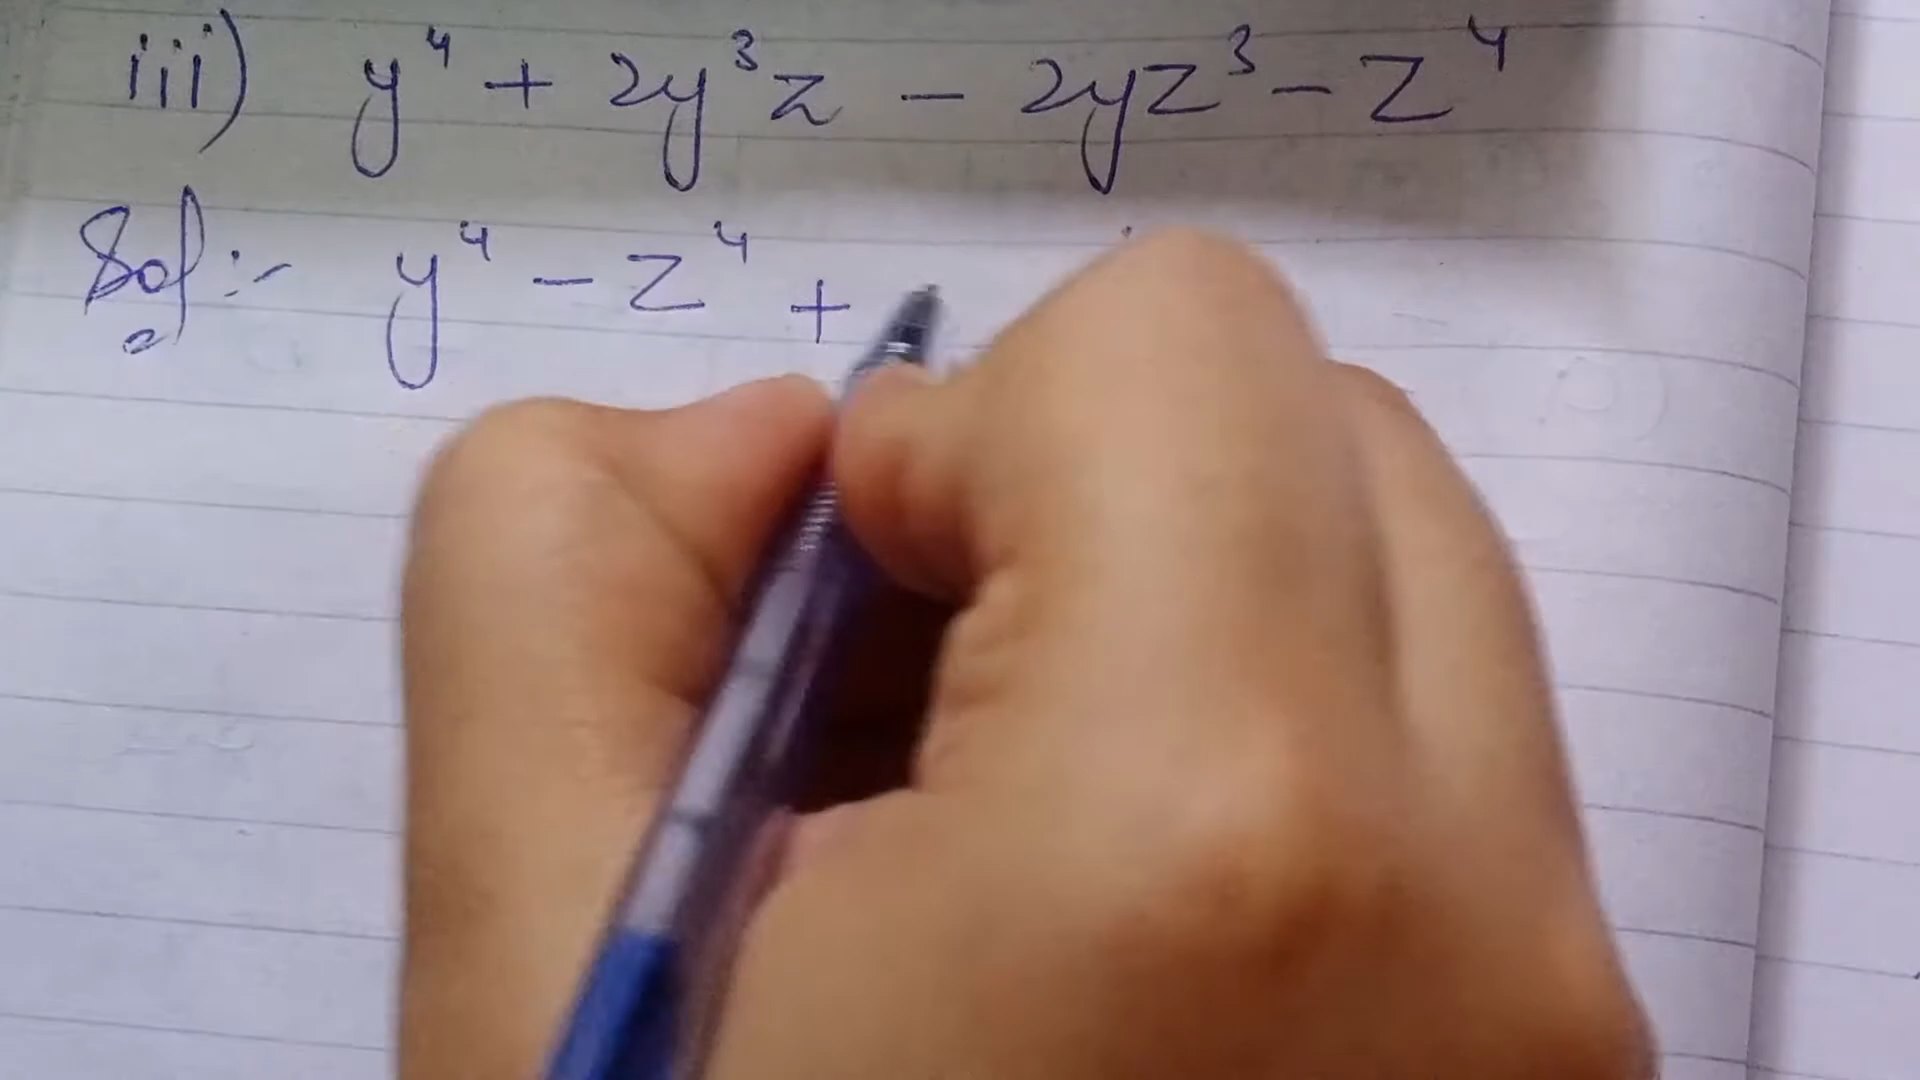 iii) y⁴ + 2y³z - 2yz³ - z⁴
Sol:- y⁴ - z⁴ +